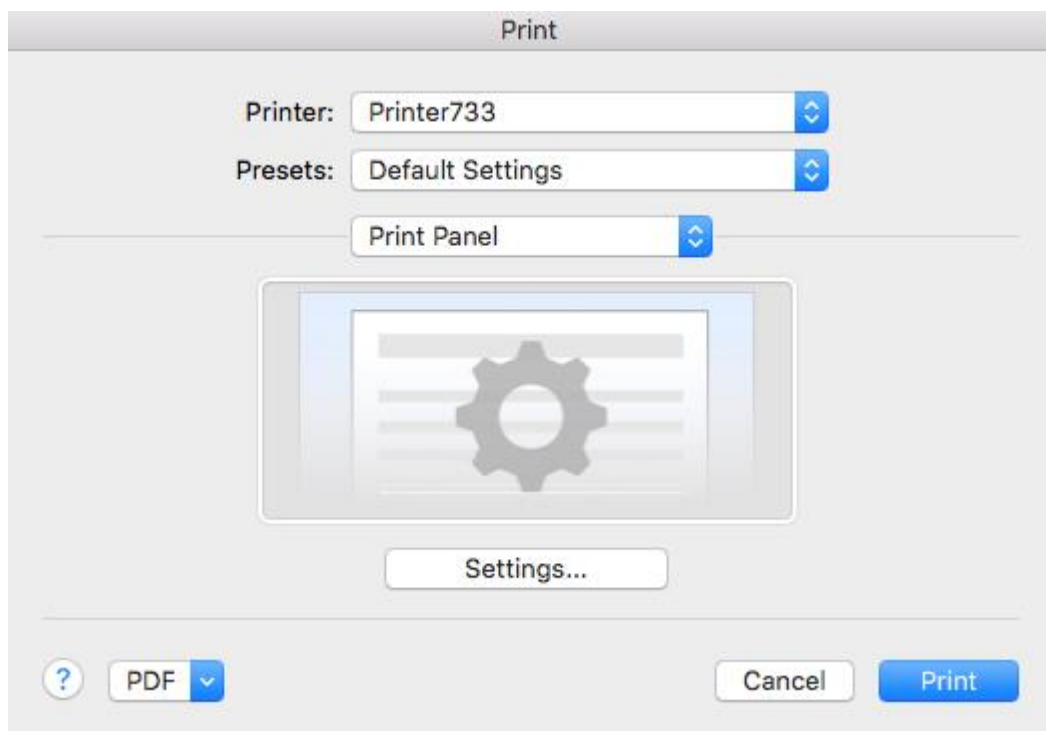 Print
Printer: Printer733
Presets: Default Settings
Print Panel
Settings...
? PDF Cancel Print